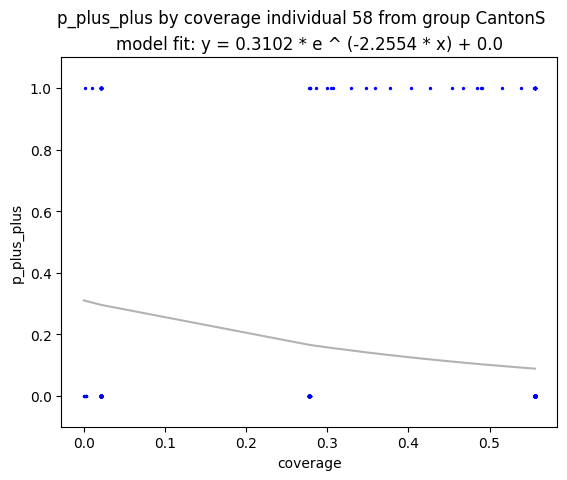 p_plus_plus by coverage individual 58 from group CantonS
model fit: y = 0.3102 * e ^ (-2.2554 * x) + 0.0
1.0
0.8
0.6
0.4
0.2
0.0
p_plus_plus
0.0 0.1 0.2 0.3 0.4 0.5
coverage